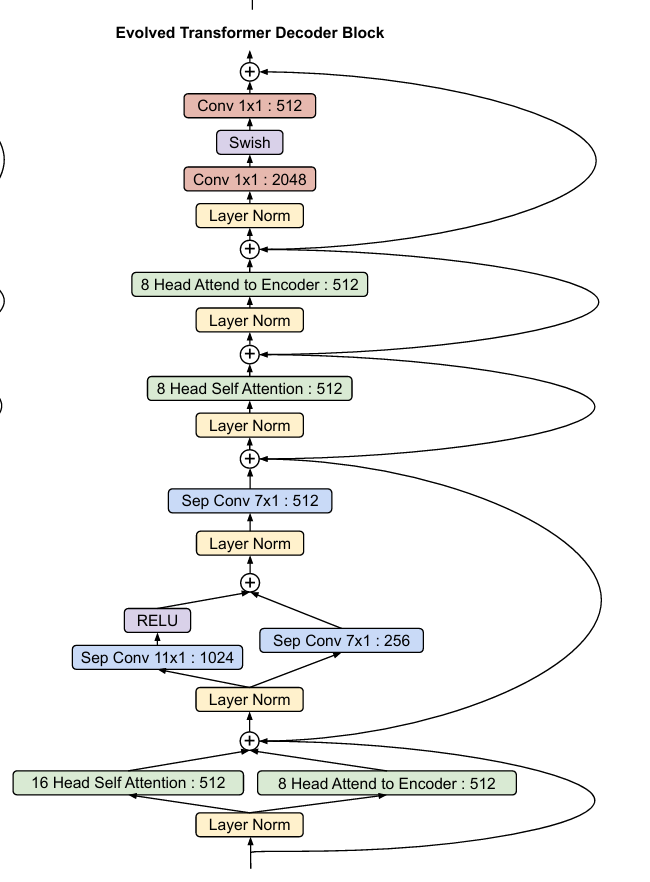 Evolved Transformer Decoder Block
+
Conv 1x1 : 512
Swish
Conv 1x1 : 2048
Layer Norm
+
8 Head Attend to Encoder : 512
Layer Norm
+
8 Head Self Attention : 512
Layer Norm
+
Sep Conv 7x1 : 512
Layer Norm
+
RELU
Sep Conv 7x1 : 256
Sep Conv 11x1 : 1024
Layer Norm
+
16 Head Self Attention : 512
8 Head Attend to Encoder : 512
Layer Norm